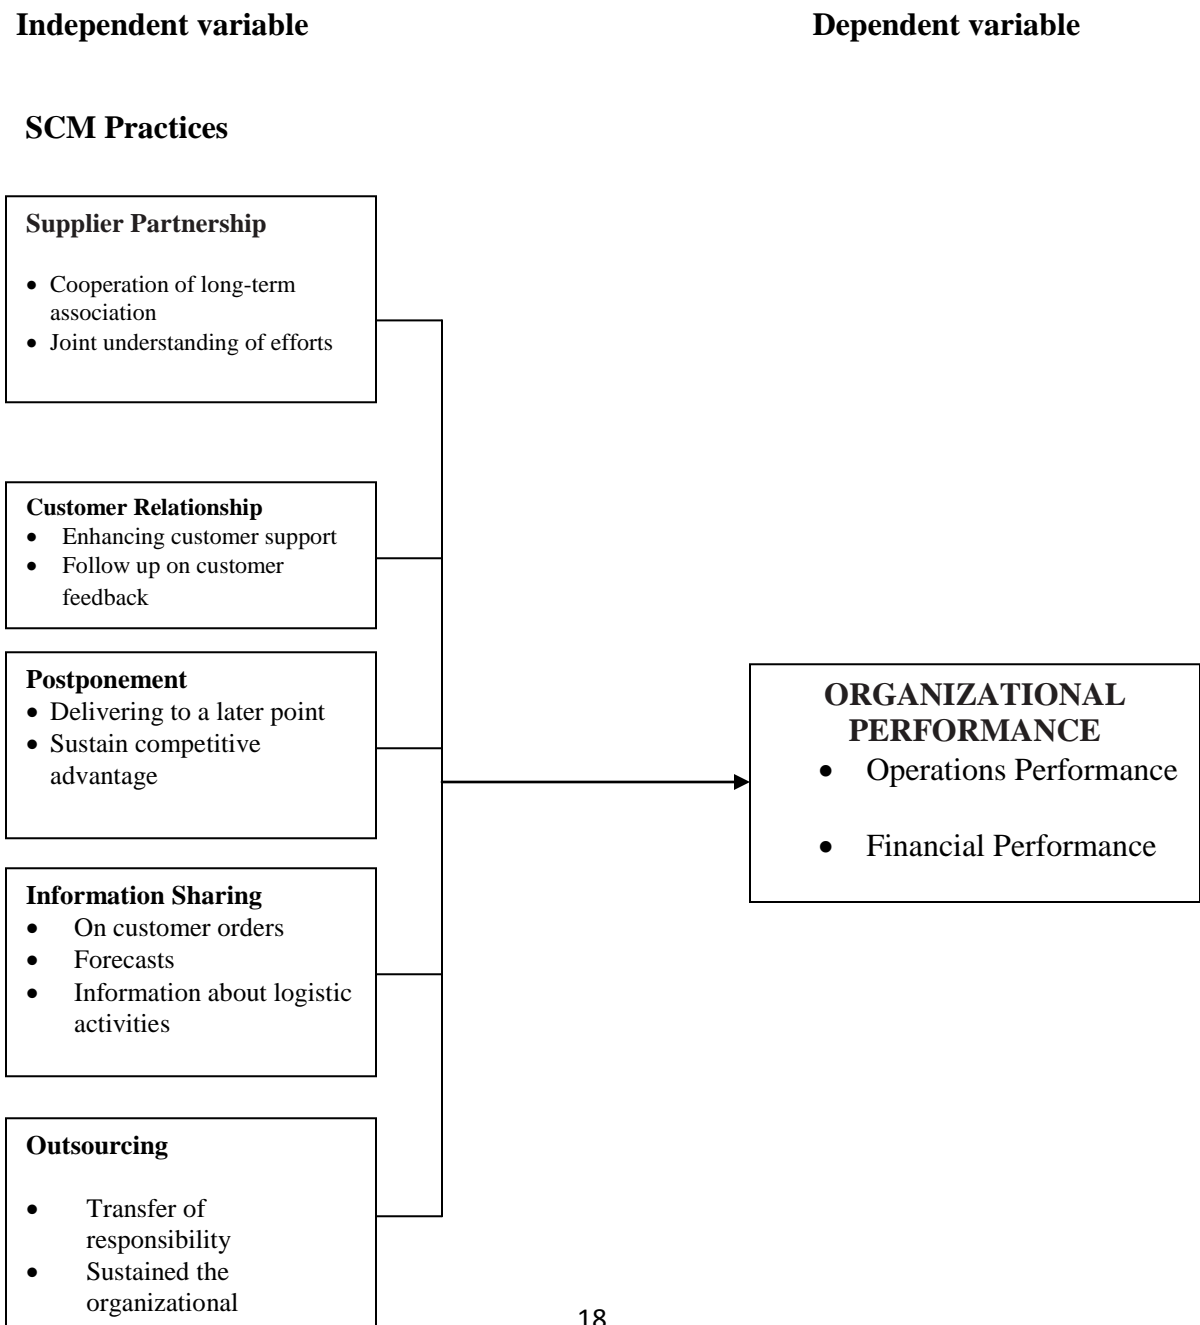 Independent variable
Dependent variable
SCM Practices
Supplier Partnership
• Cooperation of long-term
association
• Joint understanding of efforts
Customer Relationship
• Enhancing customer support
• Follow up on customer
feedback
Postponement
• Delivering to a later point
• Sustain competitive
advantage
Information Sharing
• On customer orders
• Forecasts
• Information about logistic
activities
Outsourcing
• Transfer of
responsibility
• Sustained the
organizational
ORGANIZATIONAL
PERFORMANCE
• Operations Performance
• Financial Performance
18